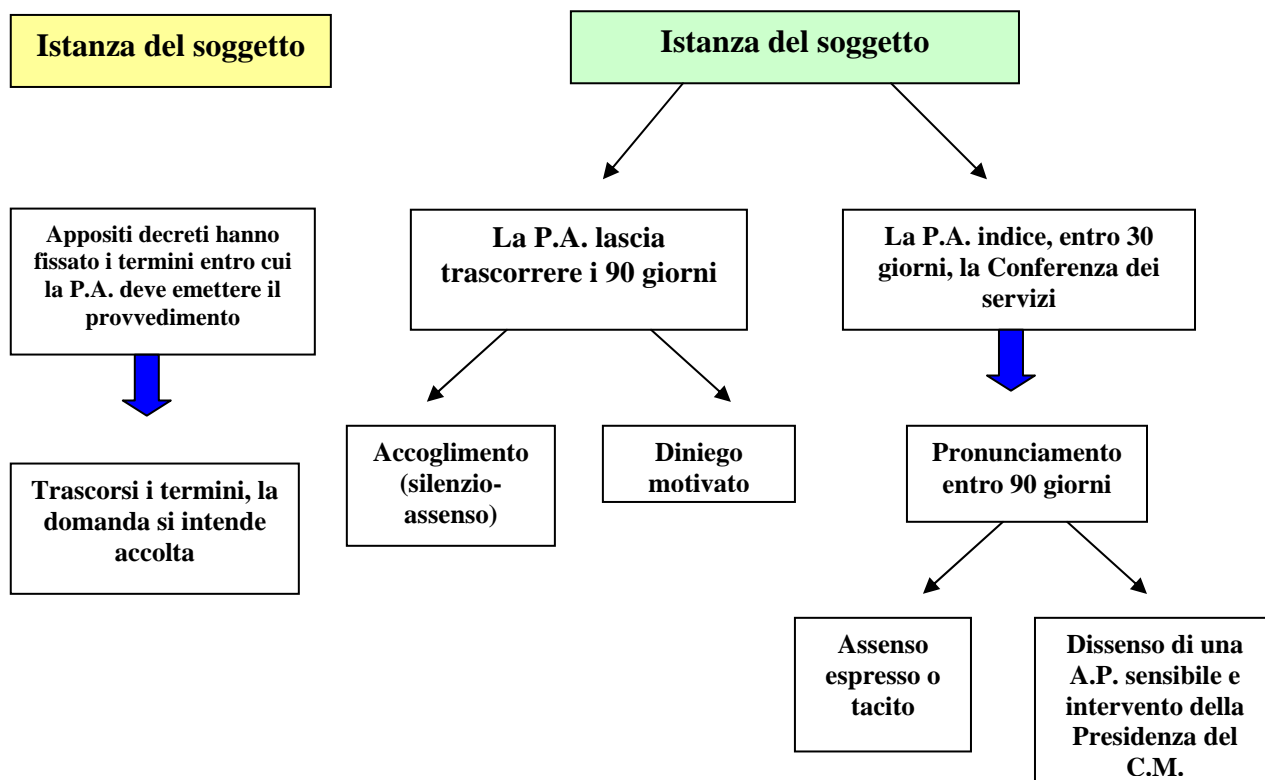 Istanza del soggetto
Istanza del soggetto
Appositi decreti hanno
fissato i termini entro cui
la P.A. deve emettere il
provvedimento
La P.A. lascia
trascorrere i 90 giorni
La P.A. indice, entro 30
giorni, la Conferenza dei
servizi
Trascorsi i termini, la
domanda si intende
accolta
Accoglimento
(silenzio-
assenso)
Diniego
motivato
Pronunciamento
entro 90 giorni
Assenso
espresso o
tacito
Dissenso di una
A.P. sensibile e
intervento della
Presidenza del
C.M.